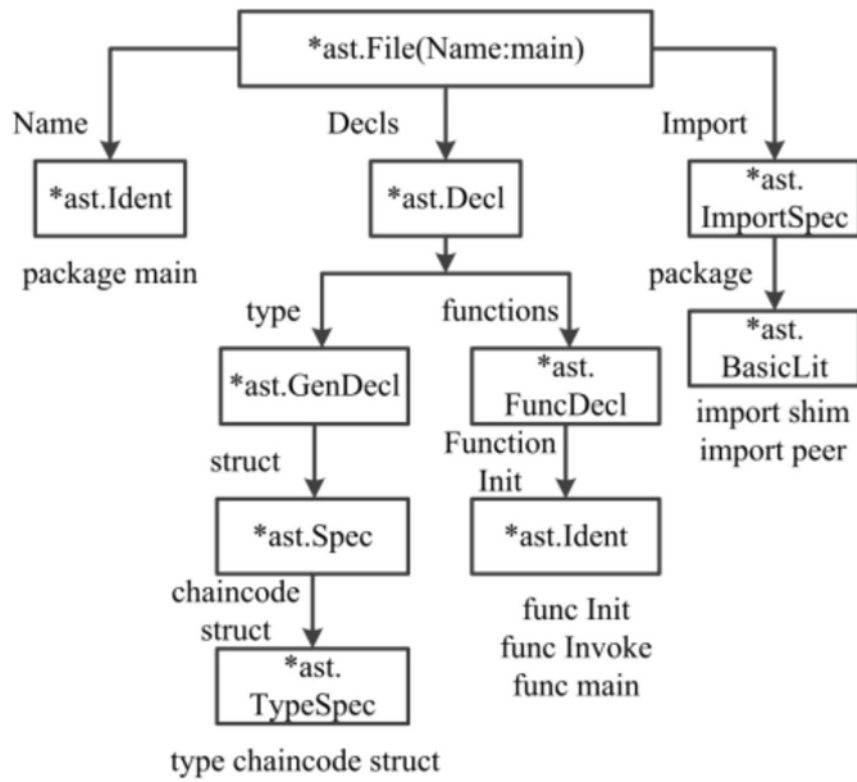 *ast.File(Name:main)
Name
Decls
Import
*ast.Ident
*ast.Decl
*ast.
ImportSpec
package main
package
type
functions
*ast.
BasicLit
*ast.GenDecl
*ast.
FuncDecl
import shim
import peer
struct
Function
Init
*ast.Spec
*ast.Ident
chaincode
struct
func Init
func Invoke
func main
*ast.
TypeSpec
type chaincode struct